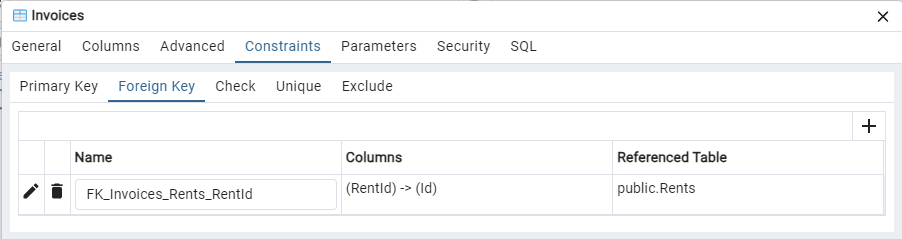 Invoices
General Columns Advanced Constraints Parameters Security SQL
Primary Key Foreign Key Check Unique Exclude
Name Columns Referenced Table
FK_Invoices_Rents_RentId (RentId) -> (Id) public.Rents